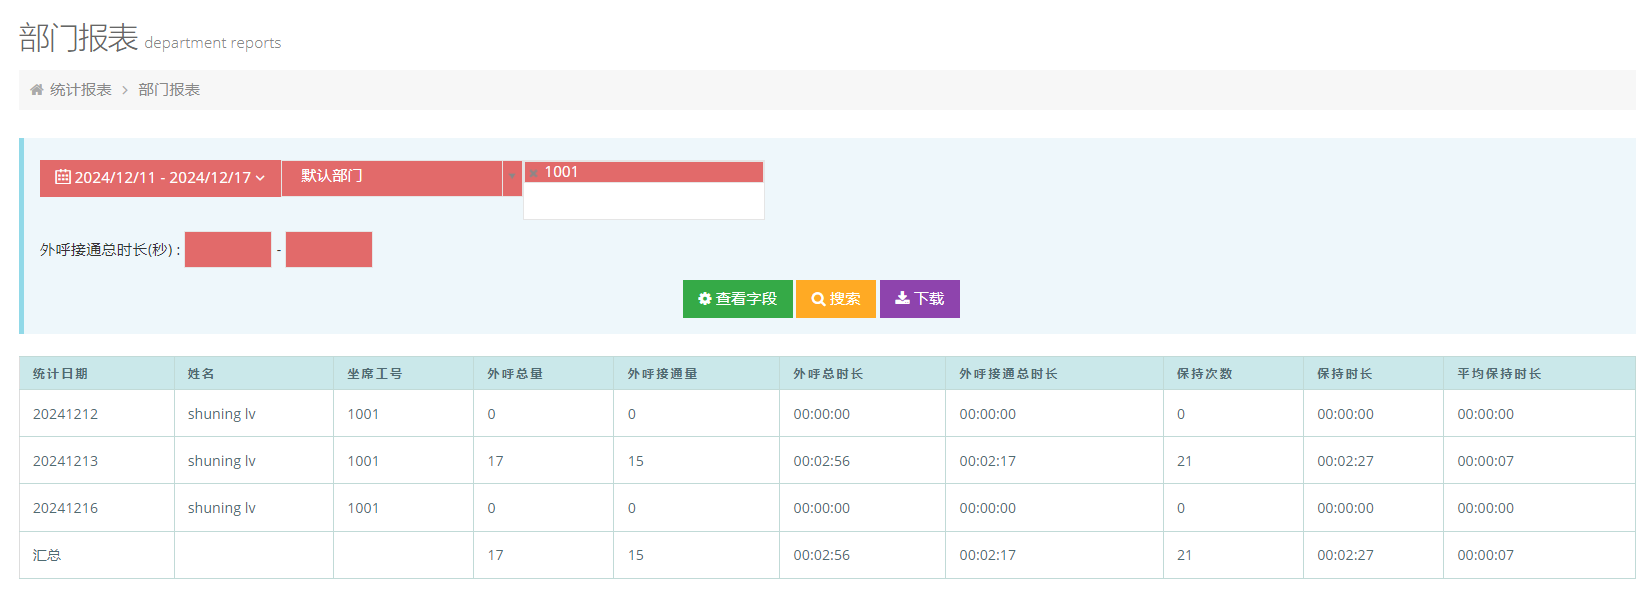 部门报表 department reports
统计报表 > 部门报表
2024/12/11 - 2024/12/17 默认部门 1001
外呼接通总时长(秒) : -
查看字段 搜索 下载
统计日期 姓名 坐席工号 外呼总量 外呼接通量 外呼总时长 外呼接通总时长 保持次数 保持时长 平均保持时长
20241212 shuning lv 1001 0 0 00:00:00 00:00:00 0 00:00:00 00:00:00
20241213 shuning lv 1001 17 15 00:02:56 00:02:17 21 00:02:27 00:00:07
20241216 shuning lv 1001 0 0 00:00:00 00:00:00 0 00:00:00 00:00:00
汇总 17 15 00:02:56 00:02:17 21 00:02:27 00:00:07